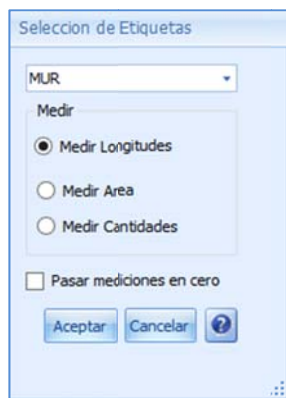 Seleccion de Etiquetas
MUR
Medir
Medir Longitudes
Medir Area
Medir Cantidades
Pasar mediciones en cero
Aceptar Cancelar ?